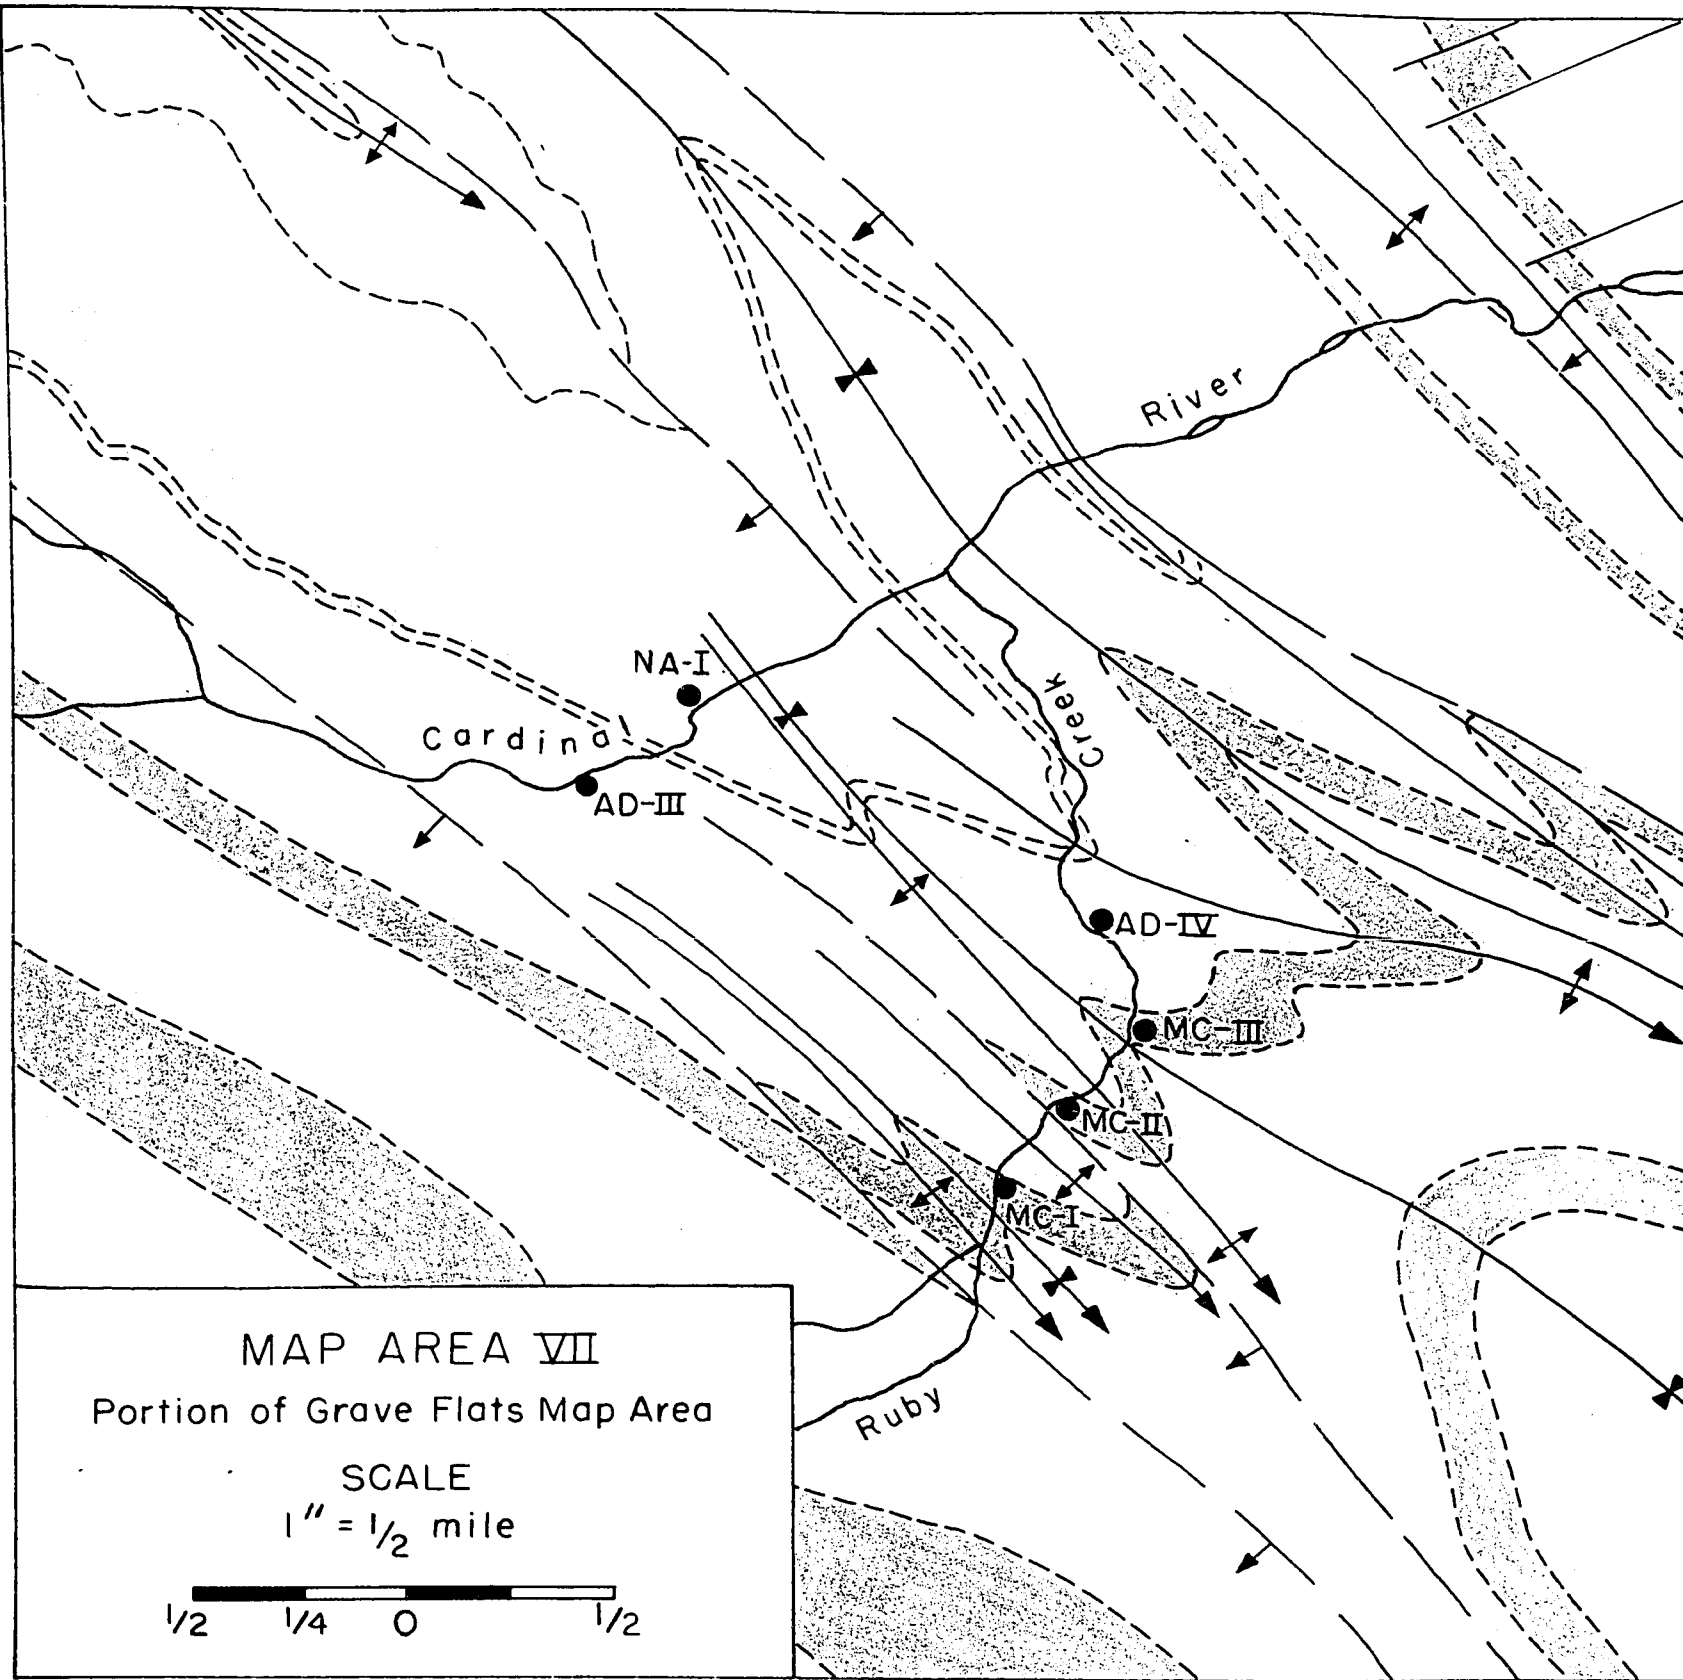 River
NA-I
Creek
Cardina
AD-III
AD-IV
MC-III
MC-II
MC-I
MAP AREA VII
Portion of Grave Flats Map Area
SCALE
1" = 1/2 mile
1/2 1/4 0 1/2
Ruby